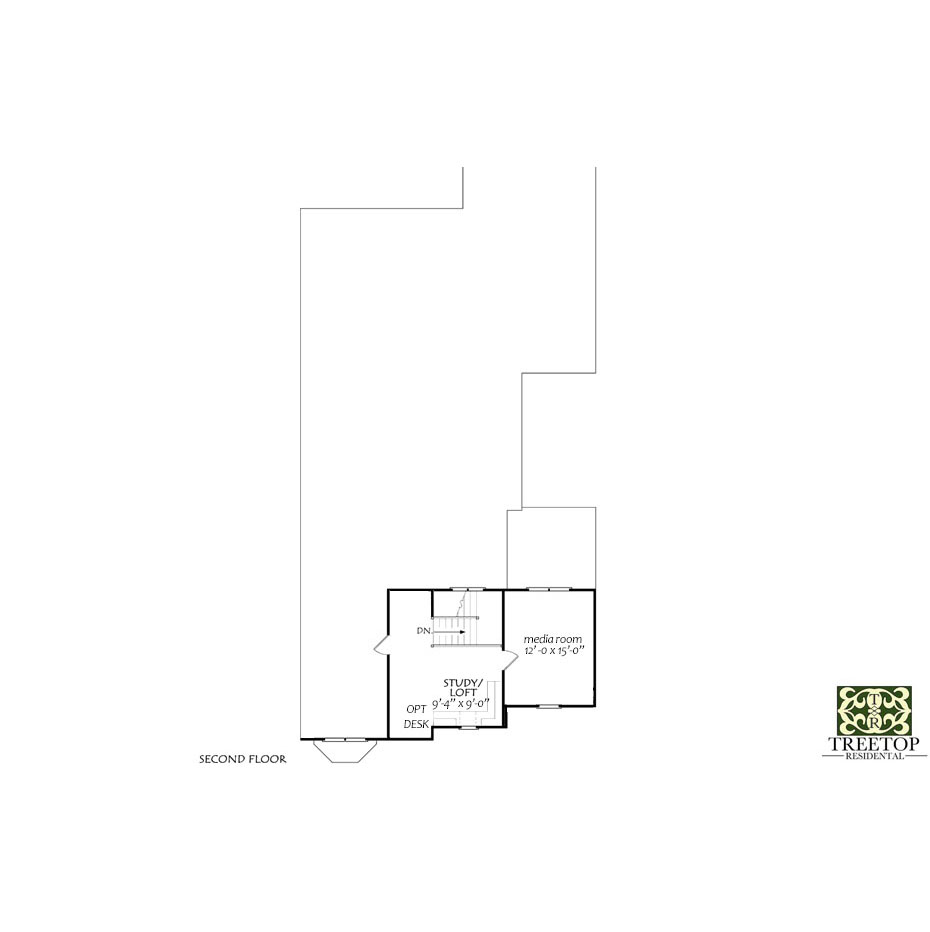 DN.
media room
12'-0 x 15'-0"
STUDY/
LOFT
9'-4" x 9'-0"
OPT
DESK
SECOND FLOOR
T
R
TREETOP
RESIDENTAL